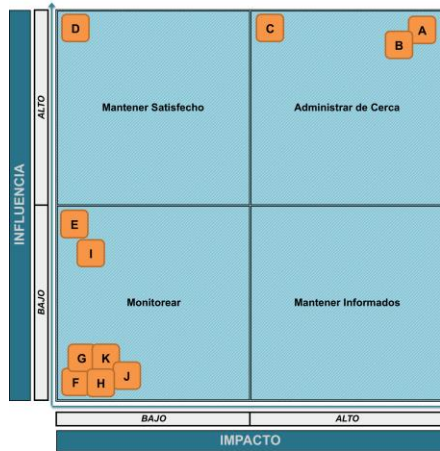 D
C
A
B
Mantener Satisfecho
Administrar de Cerca
ALTO
INFLUENCIA
E
I
BAJO
Monitorear
Mantener Informados
G
K
J
F
H
BAJO
ALTO
IMPACTO